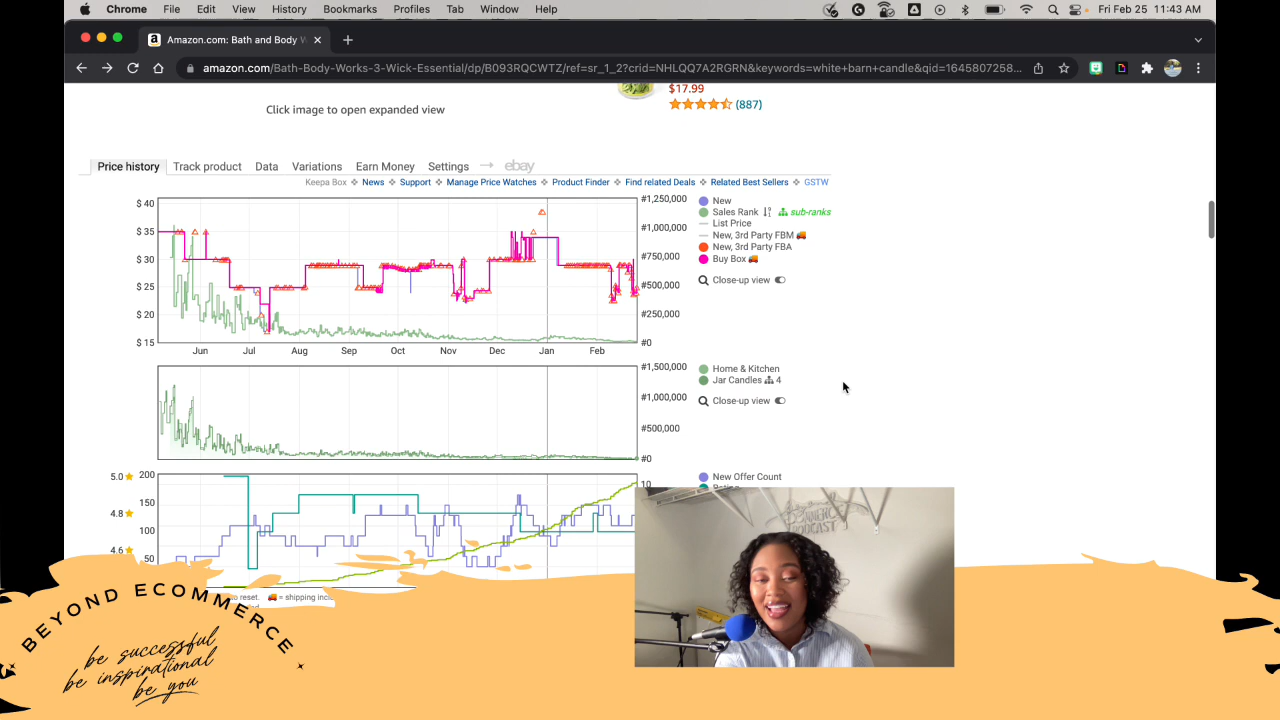 Chrome File Edit View History Bookmarks Profiles Tab Window Help Fri Feb 25 11:43 AM
Amazon.com: Bath and Body W
amazon.com/Bath-Body-Works-3-Wick-Essential/dp/B093RQCWTZ/ref=sr_1_2?crid=NHLQQ7A2RGRN&keywords=white+barn+candle&qid=1645807258...
$17.99
Click image to open expanded view
(887)
Price history Track product Data Variations Earn Money Settings ebay
Keepa Box News Support Manage Price Watches Product Finder Find related Deals Related Best Sellers GSTW
$ 40
$ 35
$ 30
$ 25
$ 20
$ 15
#1,250,000
#1,000,000
#750,000
#500,000
#250,000
#0
Jun Jul Aug Sep Oct Nov Dec Jan Feb
New
Sales Rank sub-ranks
List Price
New, 3rd Party FBM
New, 3rd Party FBA
Buy Box
Close-up view
#1,500,000
#1,000,000
#500,000
#0
Home & Kitchen
Jar Candles 4
Close-up view
5.0 200
150
4.8
100
4.6
50
10
New Offer Count
to reset. = shipping incl
PODCAST
BEYOND ECOMMERCE
be successful
be inspirational
be you